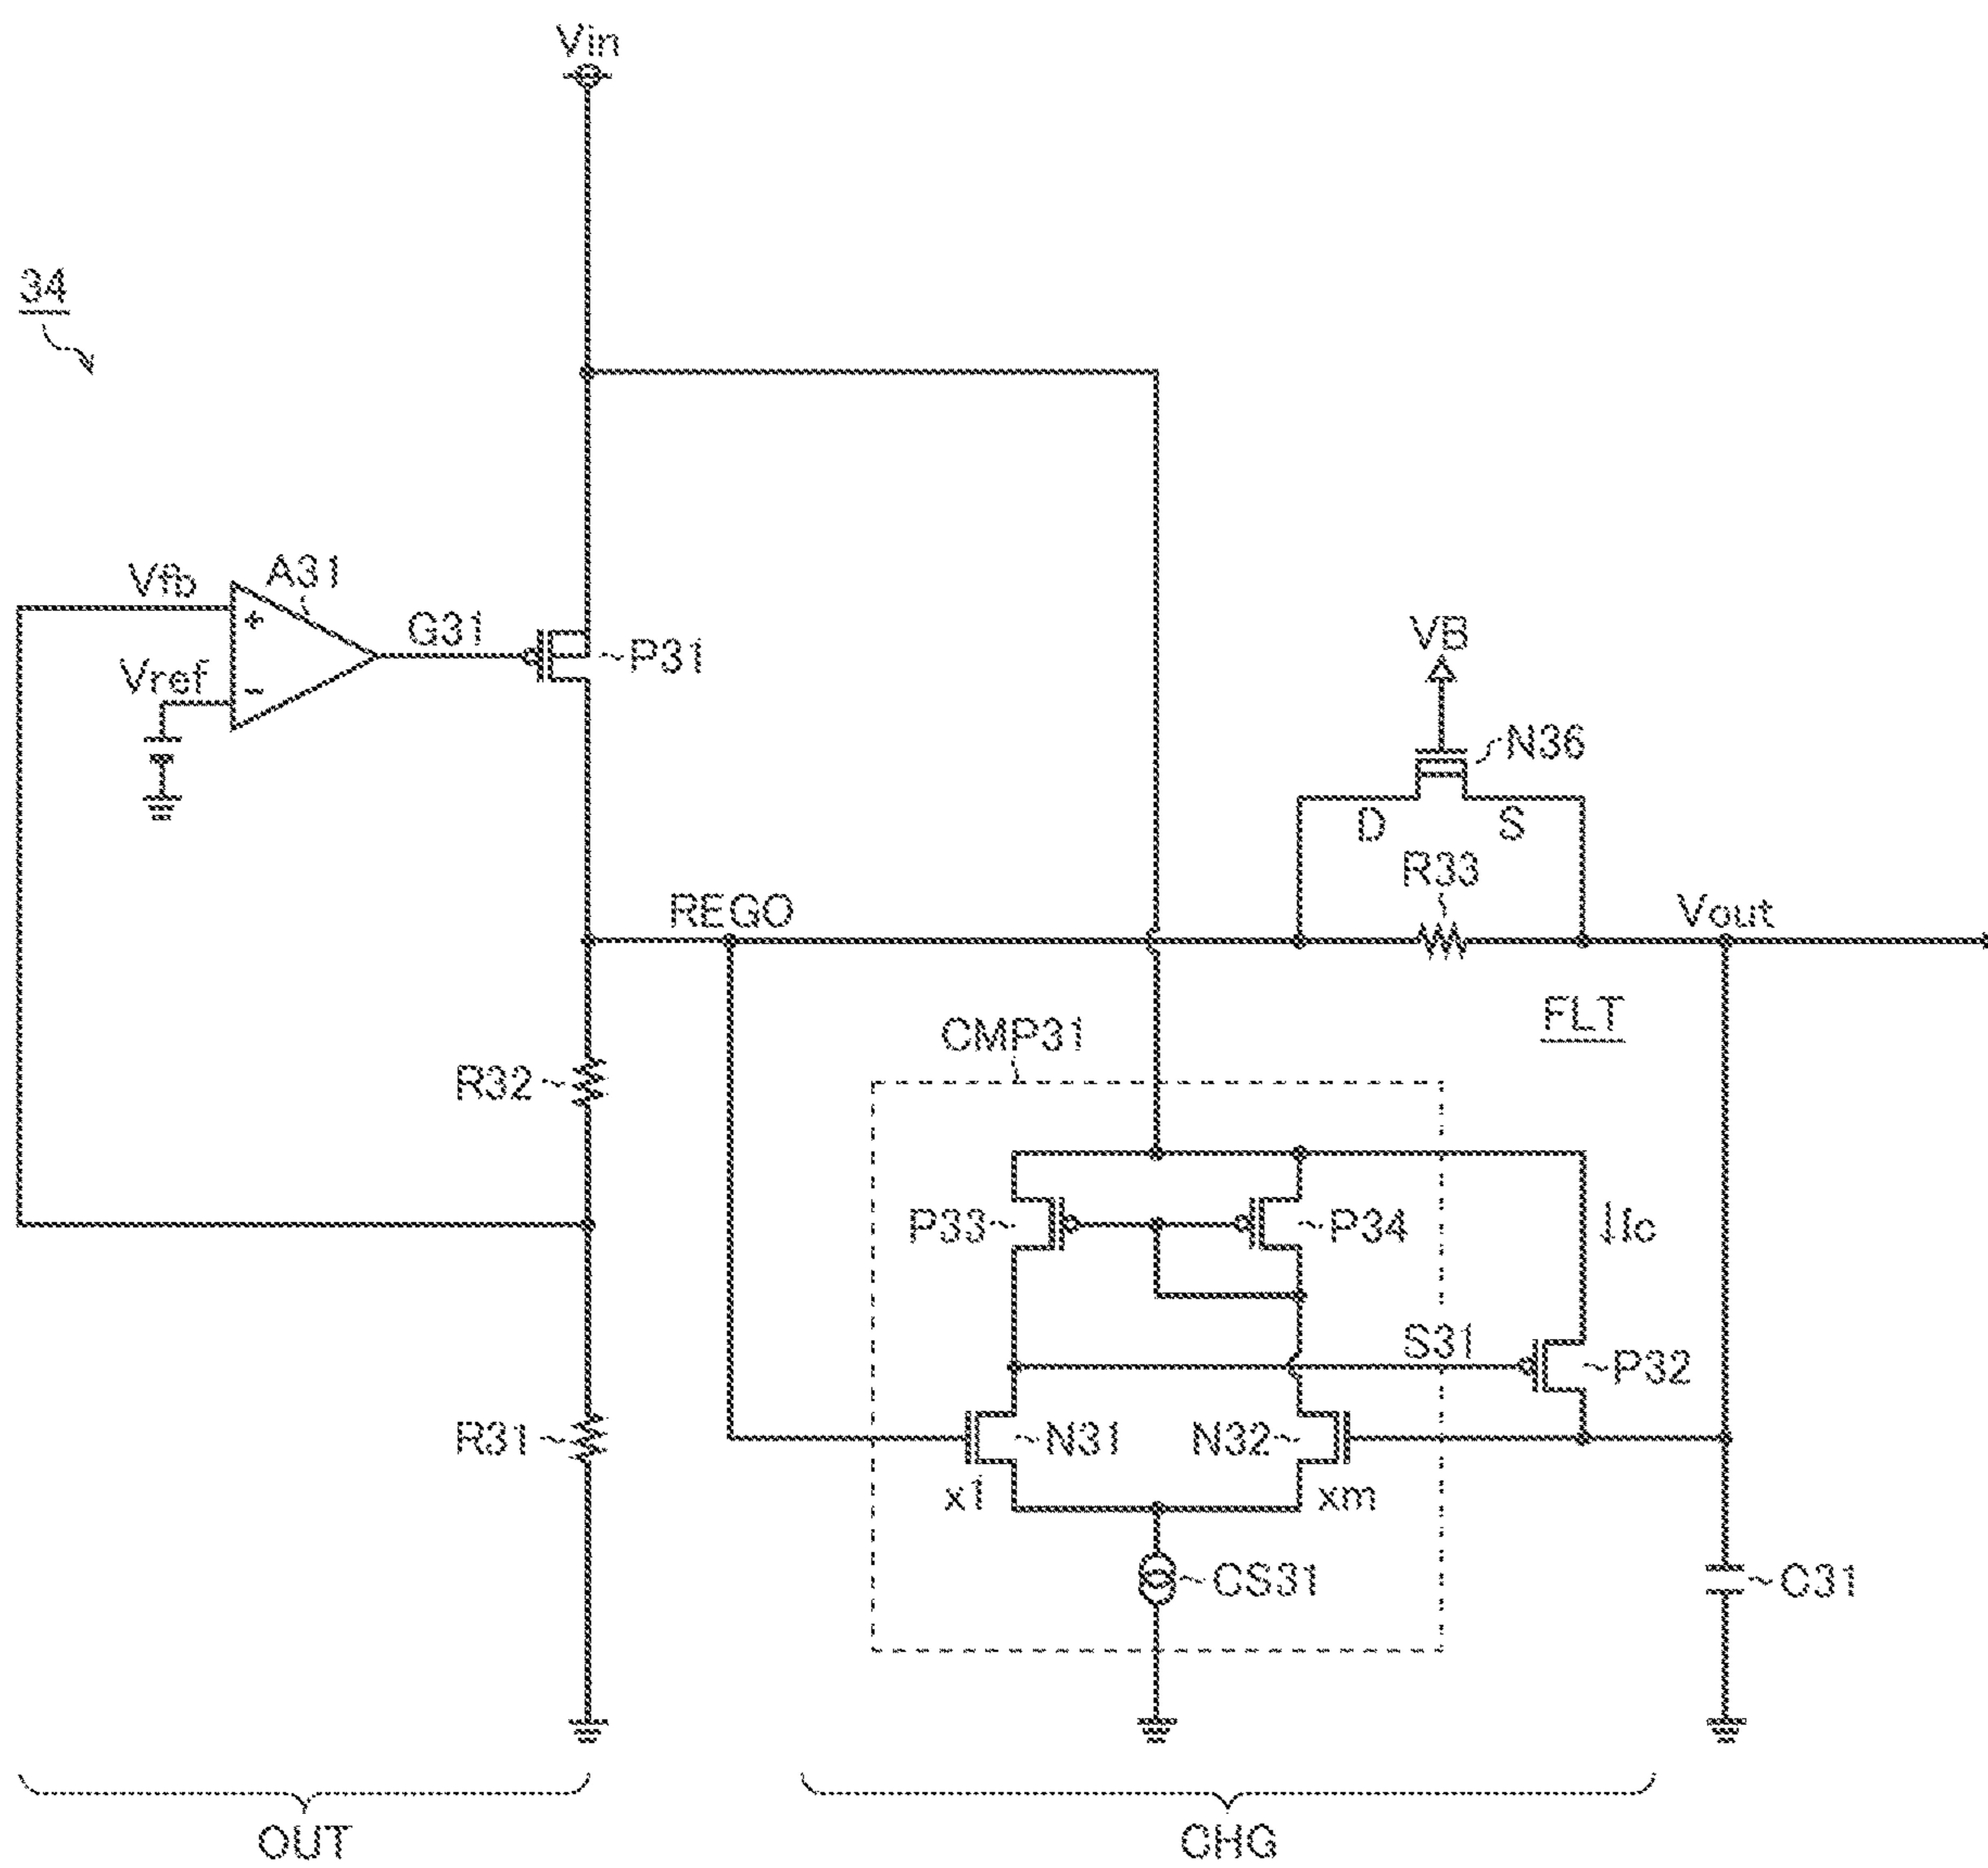 Vin
34
Vfb
A31
+
G31
P31
Vref
-
VB
N36
D
S
R33
REGO
Vout
FLT
CMP31
R32
P33
P34
↓Ic
S31
P32
R31
N31
N32
x1
xm
CS31
C31
OUT
CHG